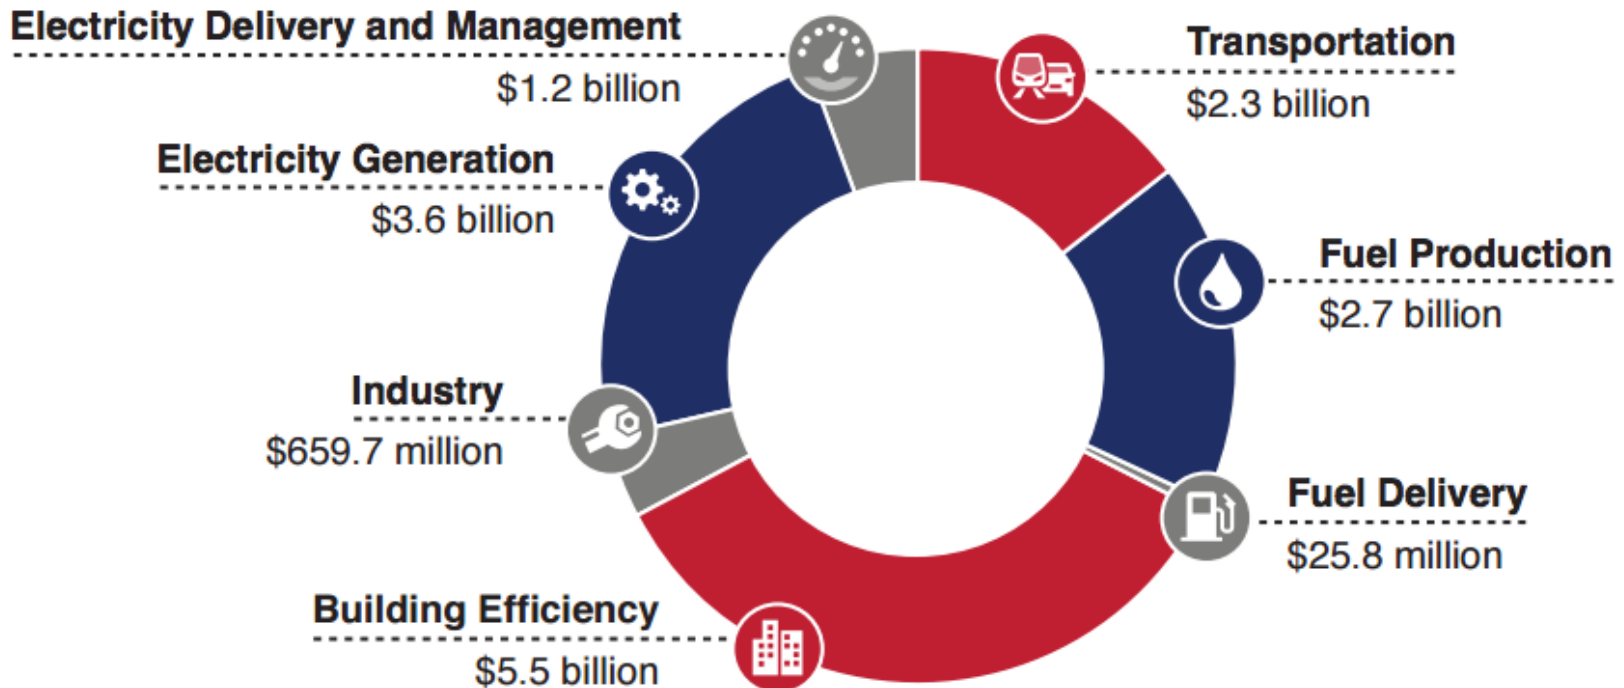 Electricity Delivery and Management
$1.2 billion
Transportation
$2.3 billion
Electricity Generation
$3.6 billion
Fuel Production
$2.7 billion
Industry
$659.7 million
Fuel Delivery
$25.8 million
Building Efficiency
$5.5 billion